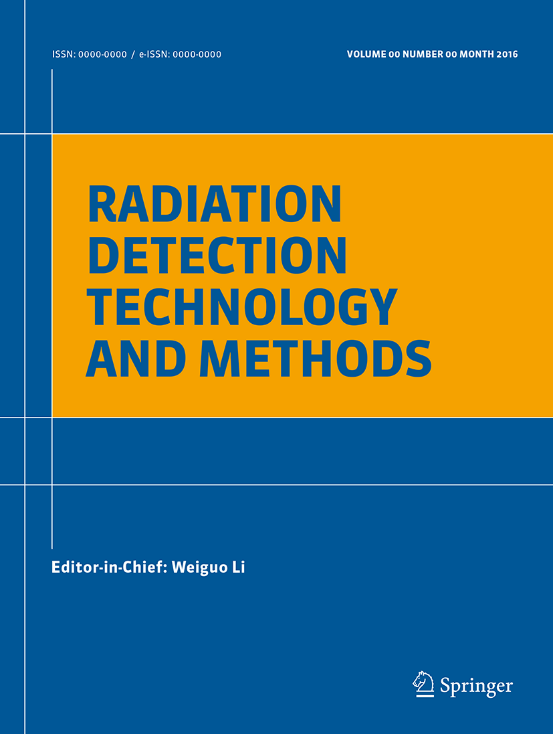 ISSN: 0000-0000 / e-ISSN: 0000-0000
VOLUME 00 NUMBER 00 MONTH 2016
RADIATION
DETECTION
TECHNOLOGY
AND METHODS
Editor-in-Chief: Weiguo Li
Springer